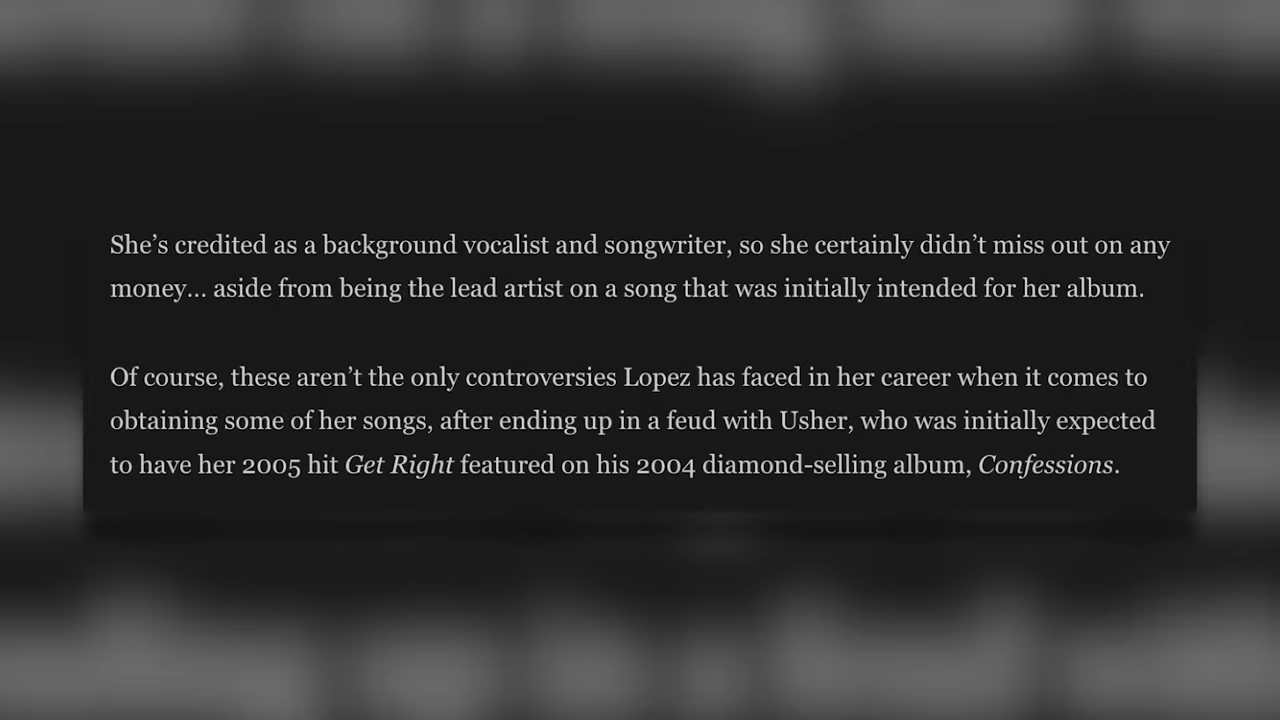 She’s credited as a background vocalist and songwriter, so she certainly didn’t miss out on any
money... aside from being the lead artist on a song that was initially intended for her album.
Of course, these aren’t the only controversies Lopez has faced in her career when it comes to
obtaining some of her songs, after ending up in a feud with Usher, who was initially expected
to have her 2005 hit Get Right featured on his 2004 diamond-selling album, Confessions.